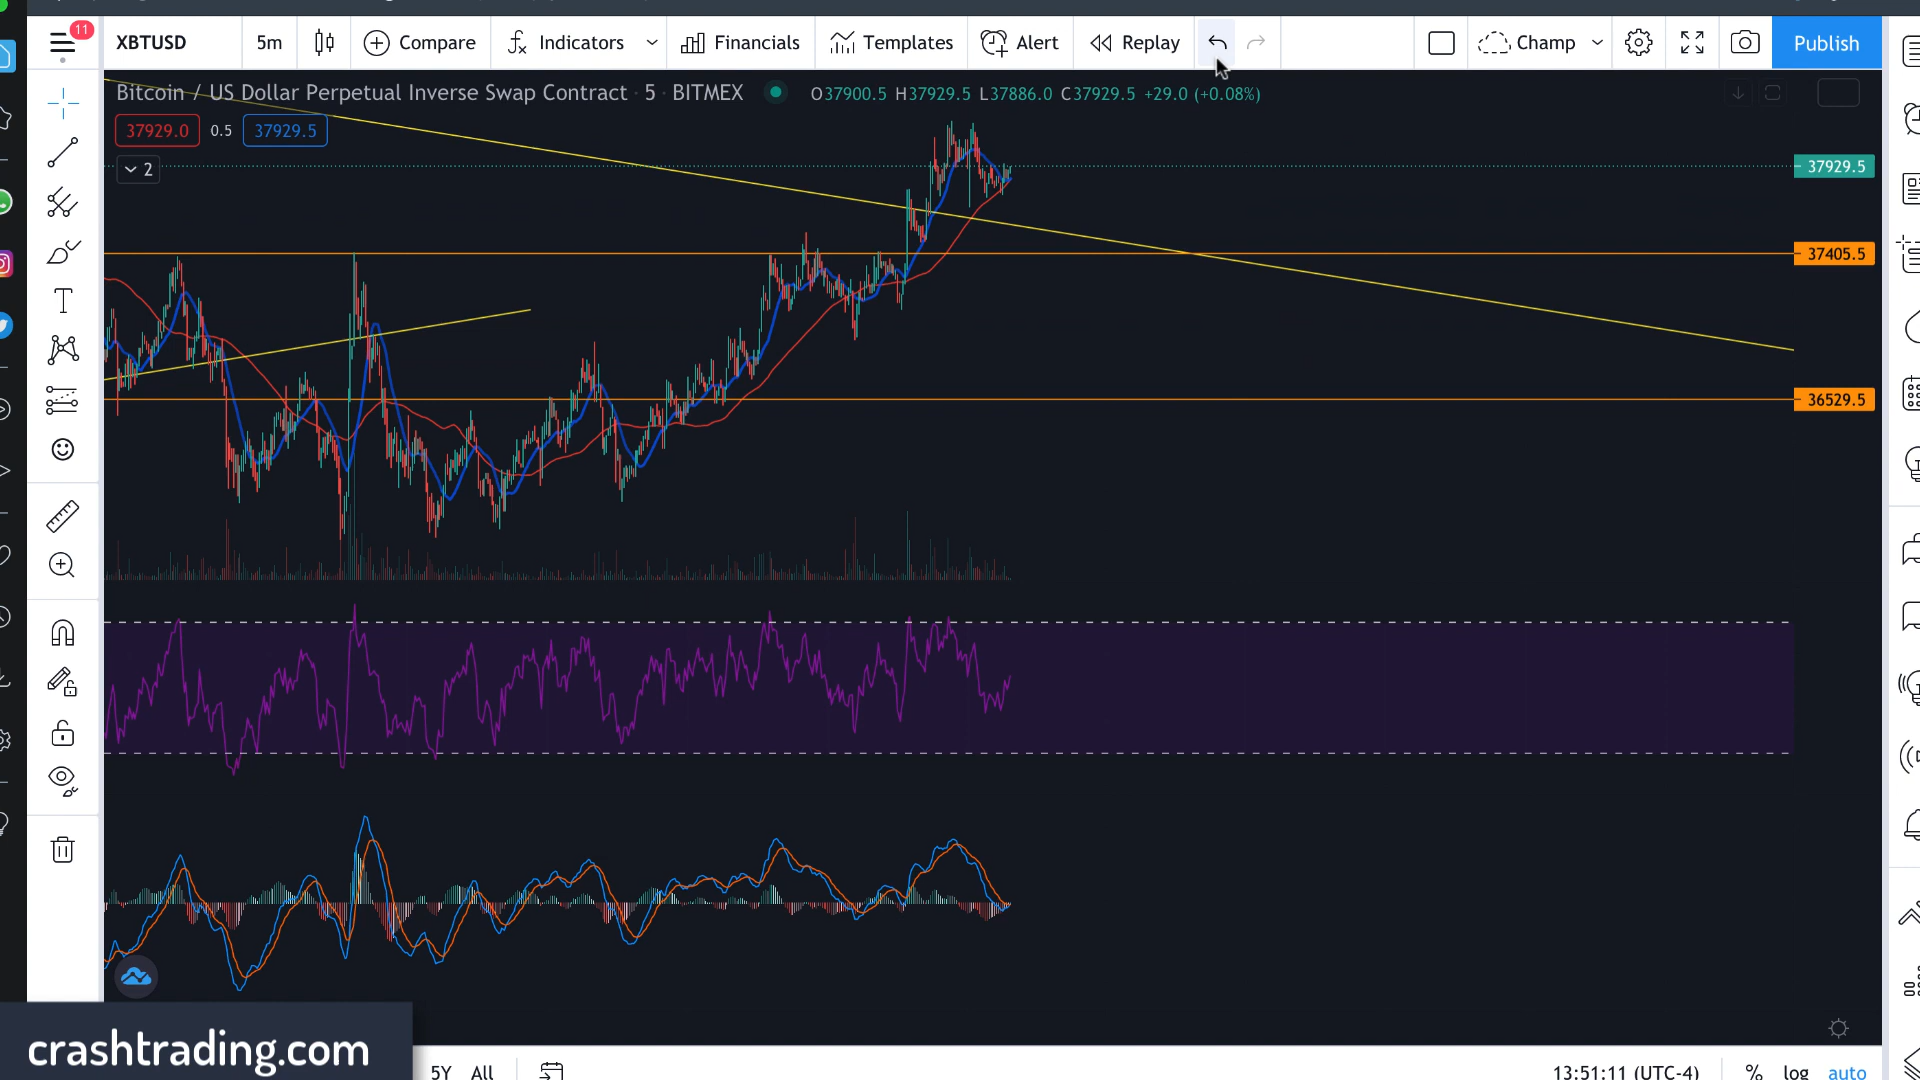 11
XBTUSD 5m Compare Indicators Financials Templates Alert Replay Champ Publish
Bitcoin / US Dollar Perpetual Inverse Swap Contract · 5 · BITMEX O37900.5 H37929.5 L37886.0 C37929.5 +29.0 (+0.08%)
37929.0 0.5 37929.5
2
37929.5
37405.5
36529.5
crashtrading.com
5Y All 13:51:11 (UTC-4) % log auto